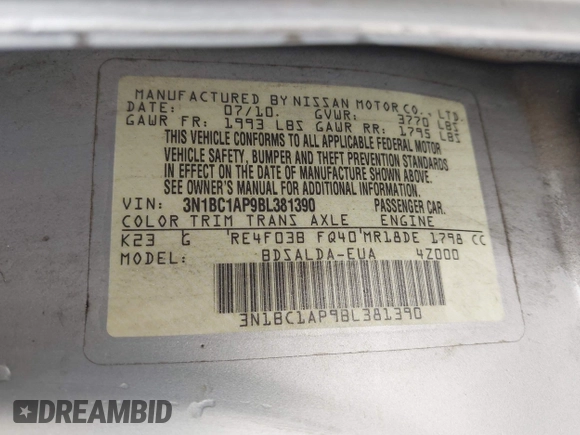 MANUFACTURED BY NISSAN MOTOR CO., LTD.
DATE: 07/10. GVWR: 3770 LBS
GAWR FR: 1993 LBS GAWR RR: 1795 LBS
THIS VEHICLE CONFORMS TO ALL APPLICABLE FEDERAL MOTOR
VEHICLE SAFETY, BUMPER AND THEFT PREVENTION STANDARDS
IN EFFECT ON THE DATE OF MANUFACTURE SHOWN ABOVE.
SEE OWNER'S MANUAL FOR ADDITIONAL INFORMATION.
VIN: 3N1BC1AP9BL381390 PASSENGER CAR.
COLOR TRIM TRANS AXLE ENGINE
K23 G RE4F03B FQ40 MR18DE 1798 CC
MODEL: BDSALDA-EUA 4Z000
3N1BC1AP9BL381390
DREAMBID